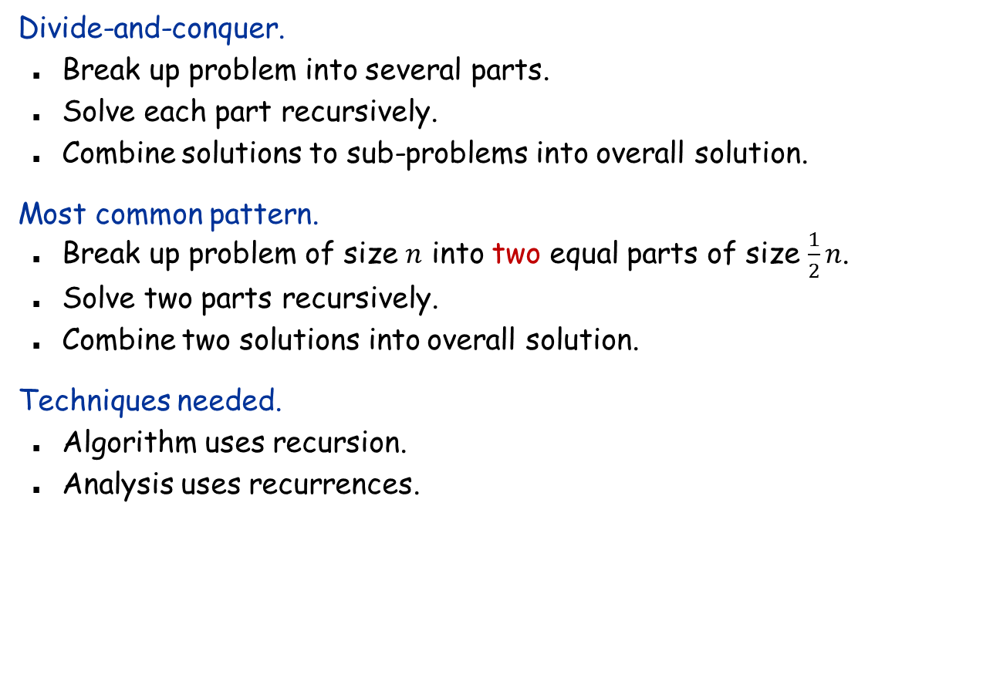 Divide-and-conquer.
▪ Break up problem into several parts.
▪ Solve each part recursively.
▪ Combine solutions to sub-problems into overall solution.
Most common pattern.
▪ Break up problem of size n into two equal parts of size 1/2 n.
▪ Solve two parts recursively.
▪ Combine two solutions into overall solution.
Techniques needed.
▪ Algorithm uses recursion.
▪ Analysis uses recurrences.